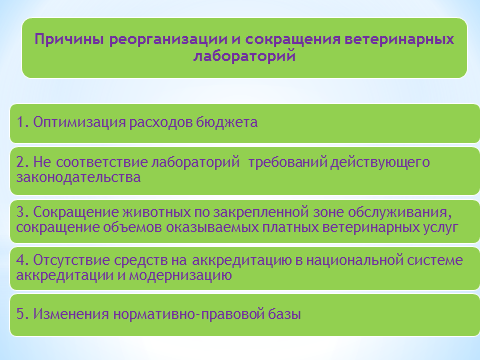 Причины реорганизации и сокращения ветеринарных
лабораторий
1. Оптимизация расходов бюджета
2. Не соответствие лабораторий требований действующего
законодательства
3. Сокращение животных по закрепленной зоне обслуживания,
сокращение объемов оказываемых платных ветеринарных услуг
4. Отсутствие средств на аккредитацию в национальной системе
аккредитации и модернизацию
5. Изменения нормативно-правовой базы